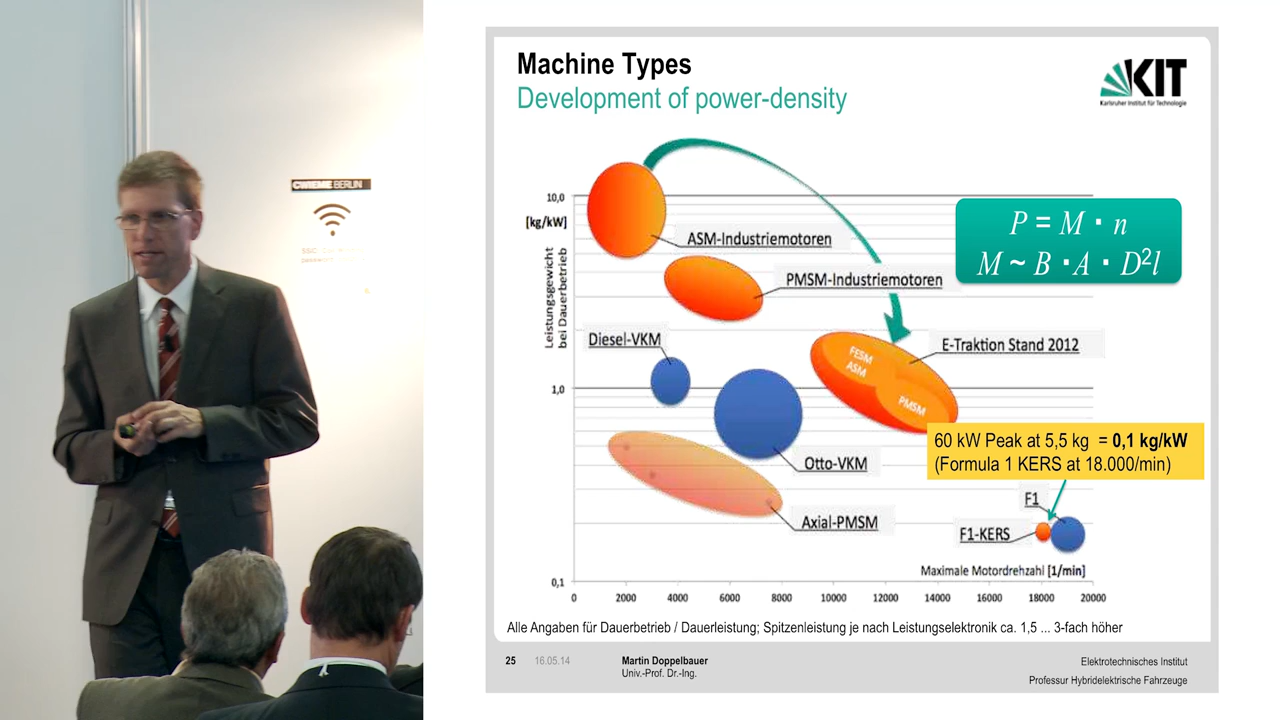 CWIEME BERLIN
Machine Types
Development of power-density
KIT
Karlsruher Institut für Technologie
10,0
[kg/kW]
Leistungsgewicht
bei Dauerbetrieb
1,0
0,1
ASM-Industriemotoren
PMSM-Industriemotoren
Diesel-VKM
E-Traktion Stand 2012
FESM
ASM
PMSM
Otto-VKM
Axial-PMSM
F1
F1-KERS
P = M · n
M ~ B · A · D²l
60 kW Peak at 5,5 kg = 0,1 kg/kW
(Formula 1 KERS at 18.000/min)
Maximale Motordrehzahl [1/min]
0 2000 4000 6000 8000 10000 12000 14000 16000 18000 20000
Alle Angaben für Dauerbetrieb / Dauerleistung; Spitzenleistung je nach Leistungselektronik ca. 1,5 ... 3-fach höher
25 16.05.14 Martin Doppelbauer
Univ.-Prof. Dr.-Ing.
Elektrotechnisches Institut
Professur Hybridelektrische Fahrzeuge